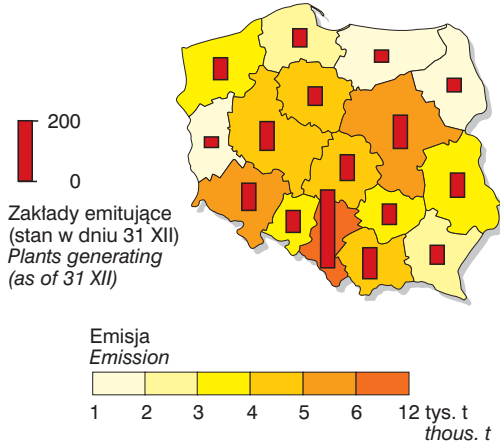 200
0
Zakłady emitujące
(stan w dniu 31 XII)
Plants generating
(as of 31 XII)
Emisja
Emission
1 2 3 4 5 6 12 tys. t
thous. t